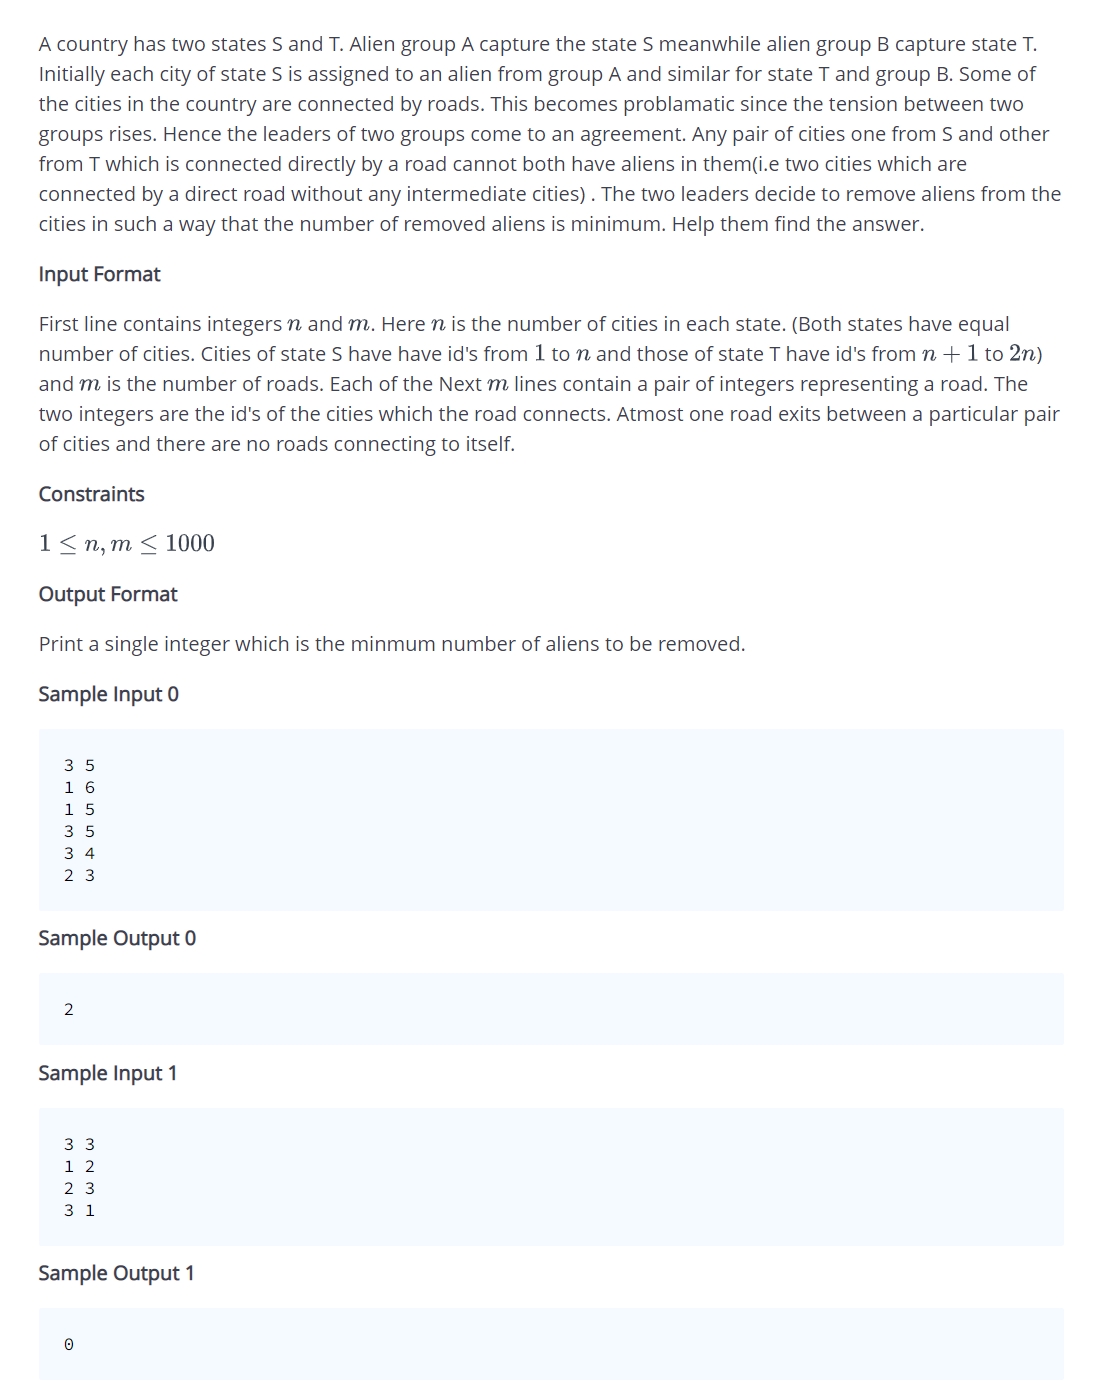 A country has two states S and T. Alien group A capture the state S meanwhile alien group B capture state T.
Initially each city of state S is assigned to an alien from group A and similar for state T and group B. Some of
the cities in the country are connected by roads. This becomes problamatic since the tension between two
groups rises. Hence the leaders of two groups come to an agreement. Any pair of cities one from S and other
from T which is connected directly by a road cannot both have aliens in them(i.e two cities which are
connected by a direct road without any intermediate cities) . The two leaders decide to remove aliens from the
cities in such a way that the number of removed aliens is minimum. Help them find the answer.
Input Format
First line contains integers n and m. Here n is the number of cities in each state. (Both states have equal
number of cities. Cities of state S have have id's from 1 to n and those of state T have id's from n + 1 to 2n)
and m is the number of roads. Each of the Next m lines contain a pair of integers representing a road. The
two integers are the id's of the cities which the road connects. Atmost one road exits between a particular pair
of cities and there are no roads connecting to itself.
Constraints
1 ≤ n, m ≤ 1000
Output Format
Print a single integer which is the minmum number of aliens to be removed.
Sample Input 0
3 5
1 6
1 5
3 5
3 4
2 3
Sample Output 0
2
Sample Input 1
3 3
1 2
2 3
3 1
Sample Output 1
0